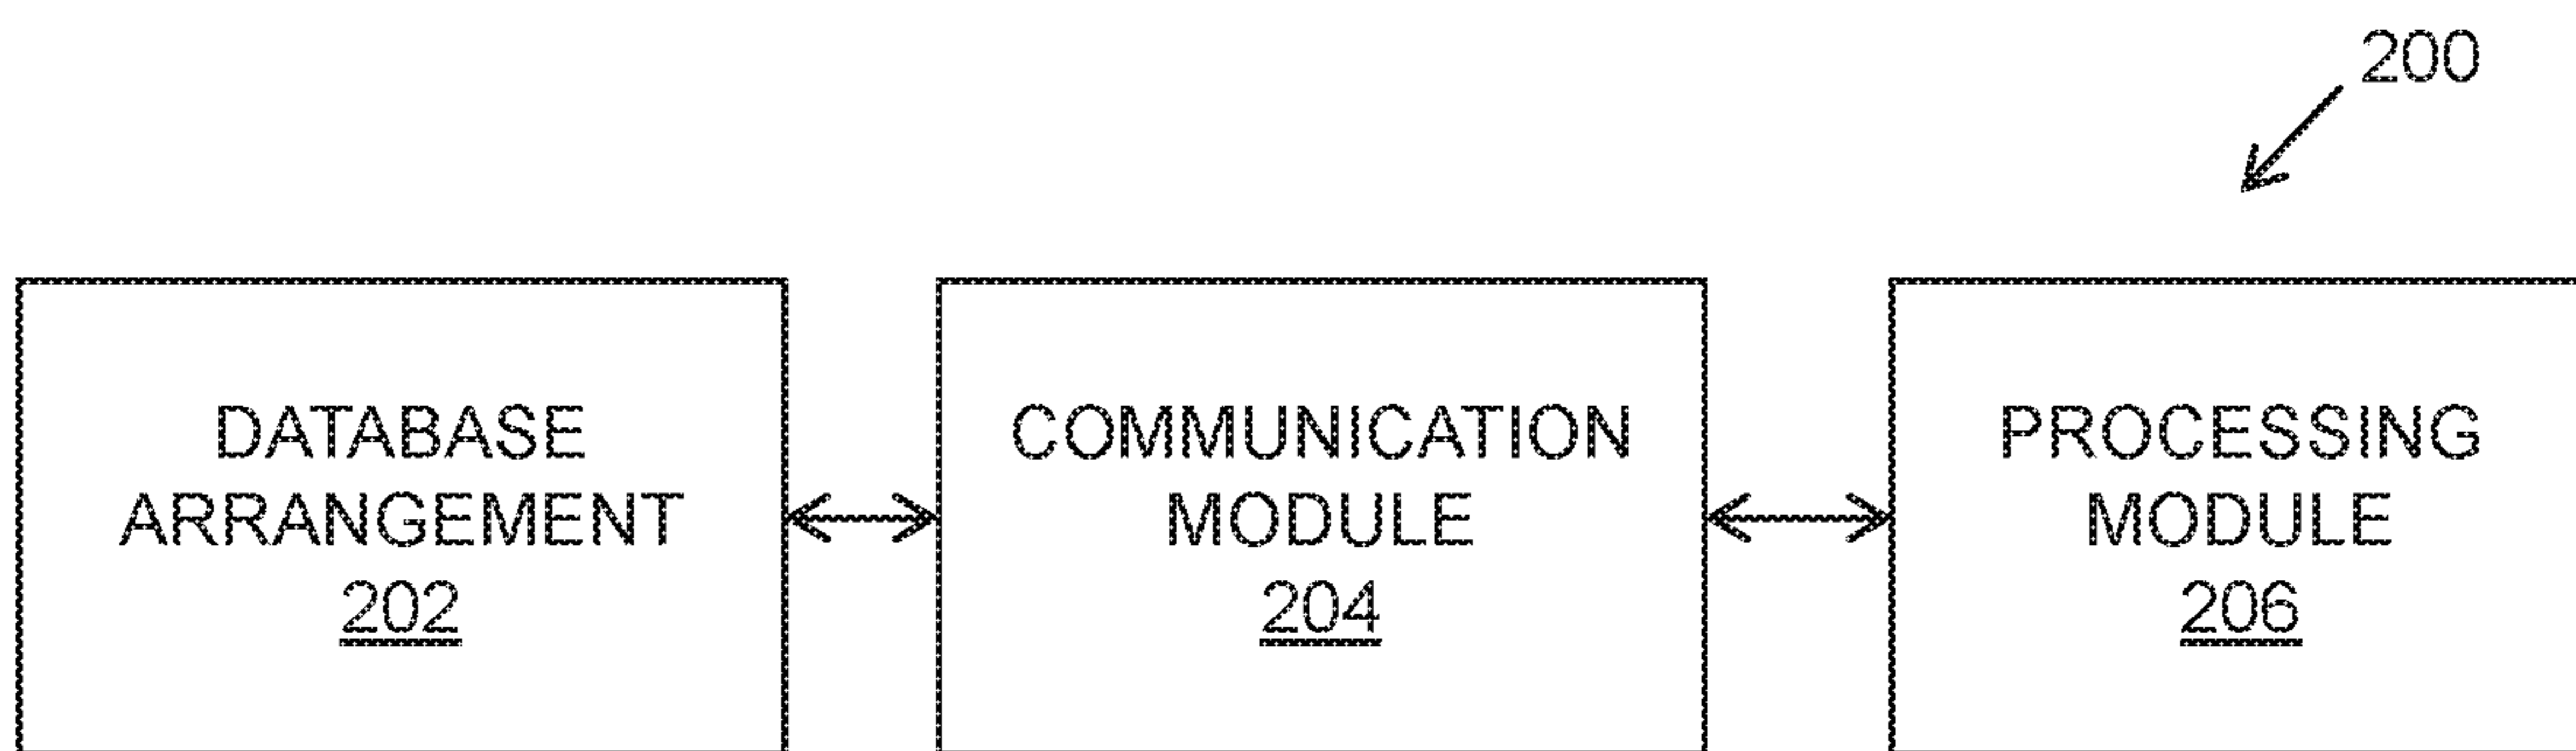 200
DATABASE
ARRANGEMENT
202
COMMUNICATION
MODULE
204
PROCESSING
MODULE
206